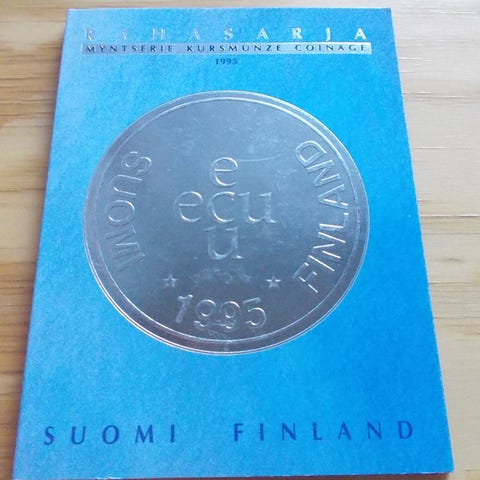 RAHASARJA
MYNTSERIE KURSMÜNZE COINAGE
1995
SUOMI
e
ecu
u
FINLAND
1995
SUOMI FINLAND